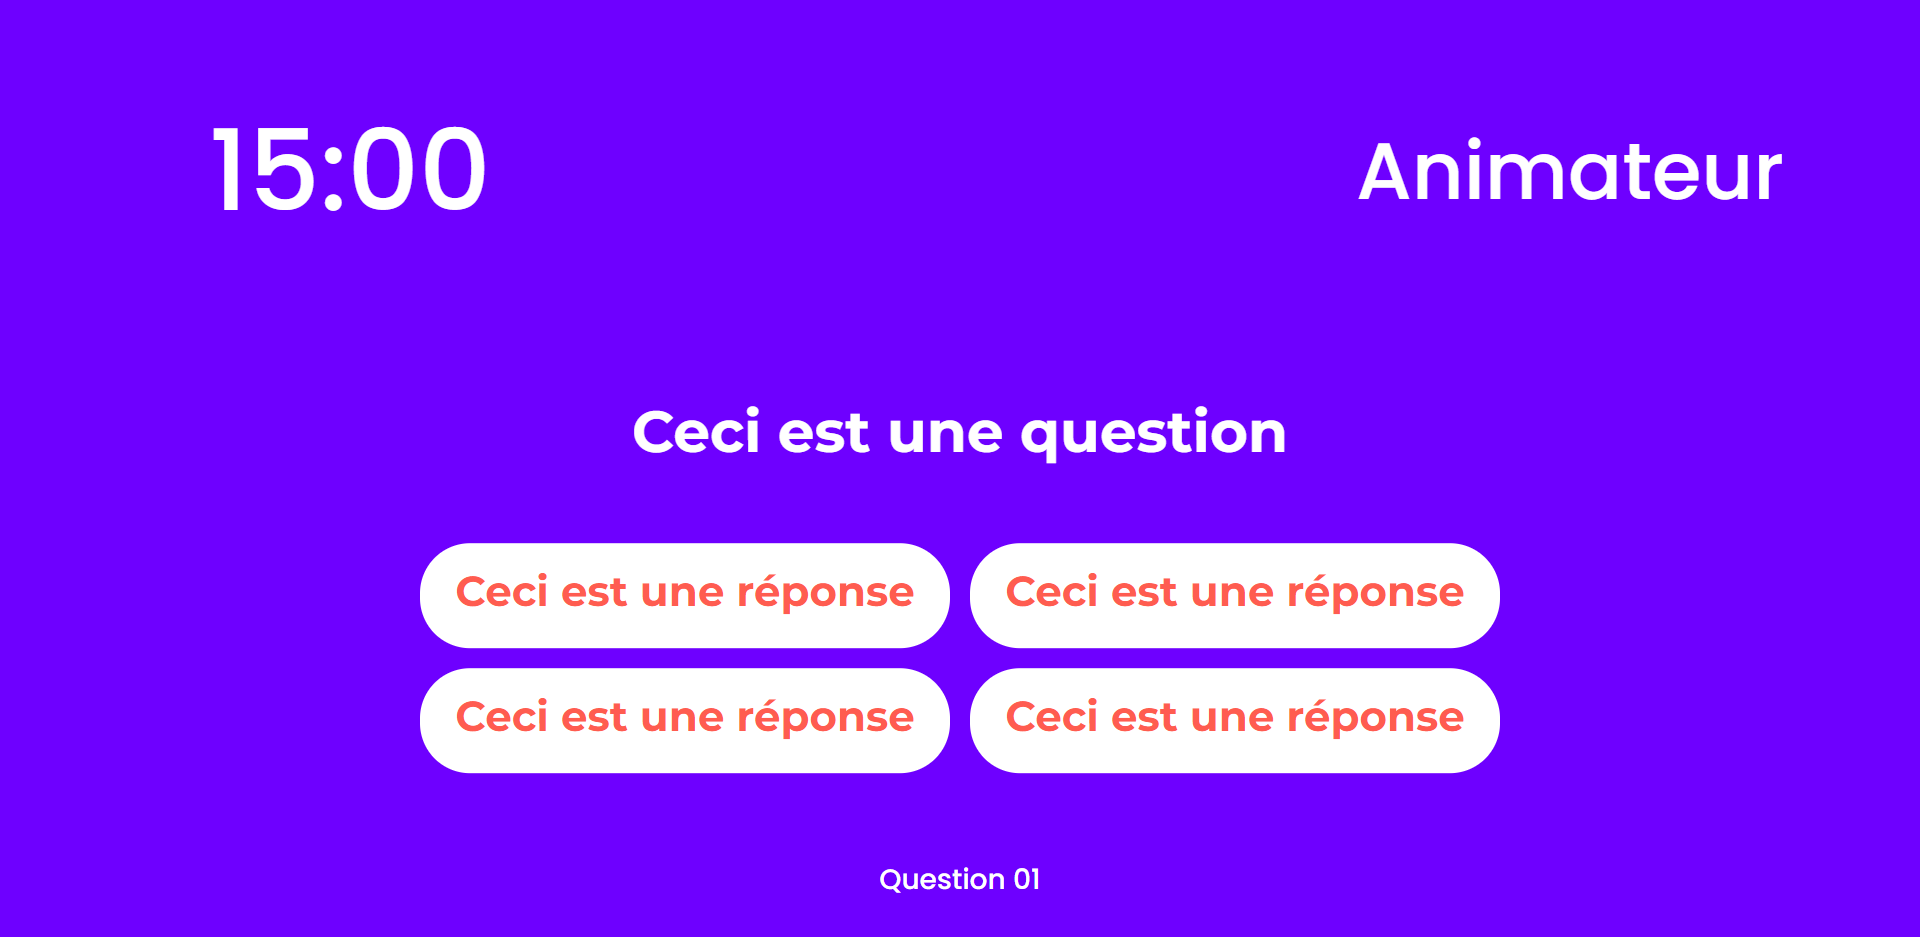 15:00
Animateur
Ceci est une question
Ceci est une réponse
Ceci est une réponse
Ceci est une réponse
Ceci est une réponse
Question 01